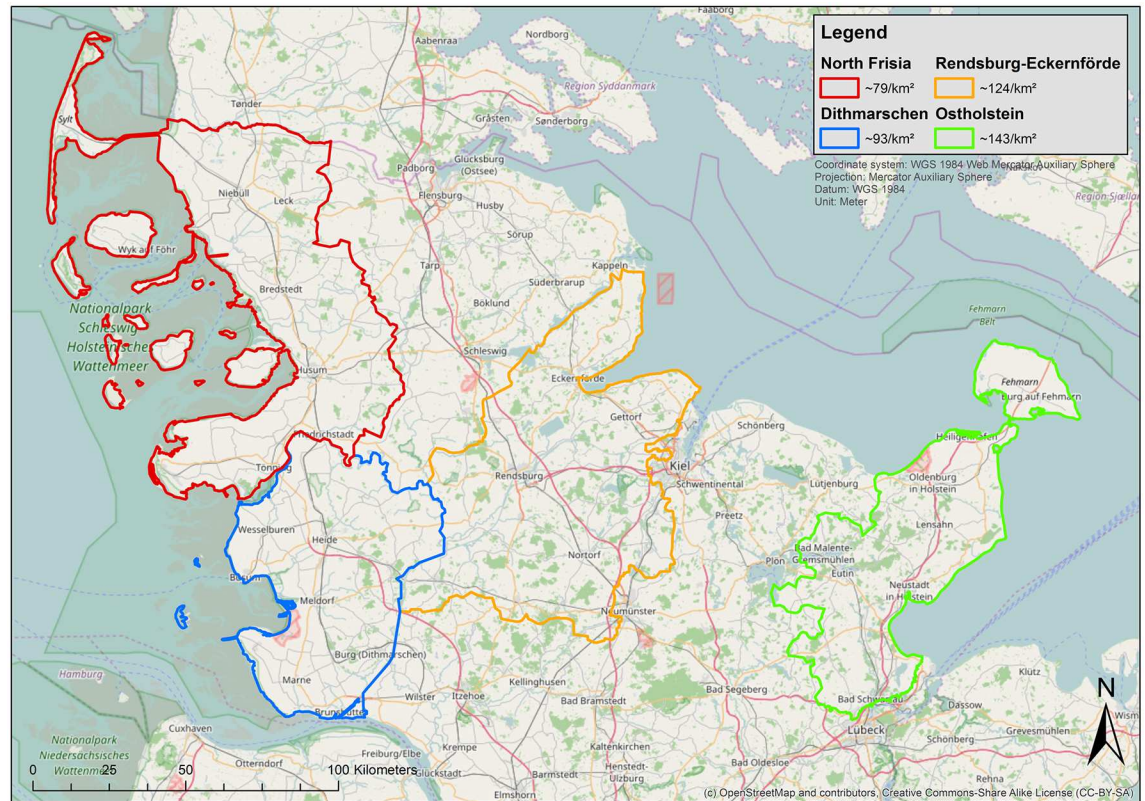 Faaborg
Nordborg
Aabenraa
Region Syddanmark
Tønder
Gråsten
Sønderborg
Sylt
Glücksburg
(Ostsee)
Padborg
Flensburg
Niebüll
Leck
Husby
Sörup
Wyk auf Föhr
Tarp
Kappeln
Süderbrarup
Bredstedt
Böklund
Nationalpark
Schleswig-
Holsteinisches
Wattenmeer
Schleswig
Husum
Eckernförde
Gettorf
Fehmarn
Belt
Fehmarn
Burg auf Fehmarn
Schönberg
Heiligenhafen
Friedrichstadt
Tönning
Kiel
Rendsburg
Schwentinental
Lütjenburg
Oldenburg
in Holstein
Preetz
Lensahn
Wesselburen
Heide
Nortorf
Plön
Bad Malente-
Gremsmühlen
Eutin
Büsum
Meldorf
Neumünster
Neustadt
in Holstein
Burg (Dithmarschen)
Marne
Kellinghusen
Wilster
Itzehoe
Bad Bramstedt
Bad Segeberg
Bad Schwartau
Klütz
Dassow
Lübeck
Schönberg
Grevesmühlen
Wism
Rehna
Hamburg
Brunsbüttel
Cuxhaven
Otterndorf
Freiburg/Elbe
Glückstadt
Krempe
Kaltenkirchen
Barmstedt
Henstedt-
Ulzburg
Elmshorn
Bad Oldesloe
Nationalpark
Niedersächsisches
Wattenmeer
Region Sjællan
Legend
North Frisia Rendsburg-Eckernförde
~79/km² ~124/km²
Dithmarschen Ostholstein
~93/km² ~143/km²
Coordinate system: WGS 1984 Web Mercator Auxiliary Sphere
Projection: Mercator Auxiliary Sphere
Datum: WGS 1984
Unit: Meter
N
0 25 50 100 Kilometers
(c) OpenStreetMap and contributors, Creative Commons-Share Alike License (CC-BY-SA)